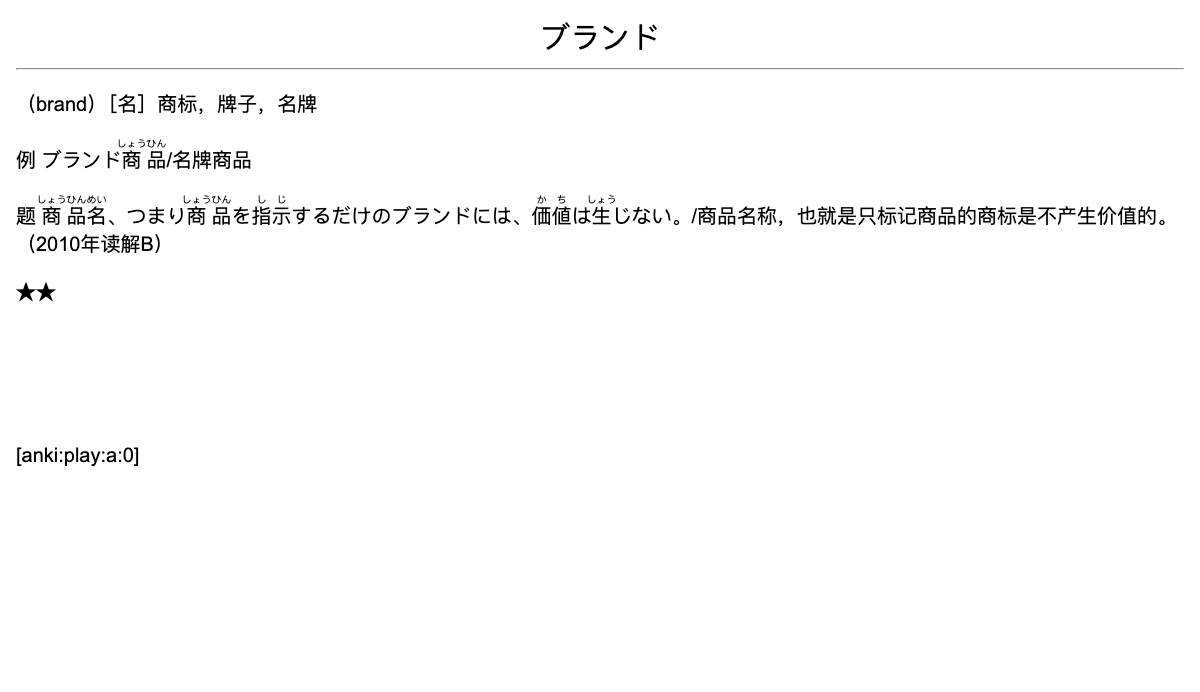 ブランド
（brand）［名］商标，牌子，名牌
しょうひん
例 ブランド商品/名牌商品
しょうひんめい しょうひん し じ か ち しょう
题 商品名、つまり商品を指示するだけのブランドには、価値は生じない。/商品名称，也就是只标记商品的商标是不产生价值的。
（2010年读解B）
★★
[anki:play:a:0]